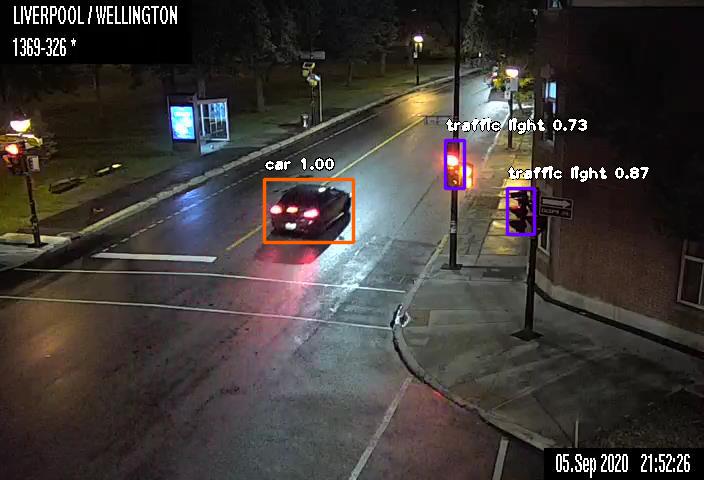 LIVERPOOL / WELLINGTON
1369-326 *
traffic light 0.73
car 1.00
traffic light 0.87
05.Sep 2020 21:52:26